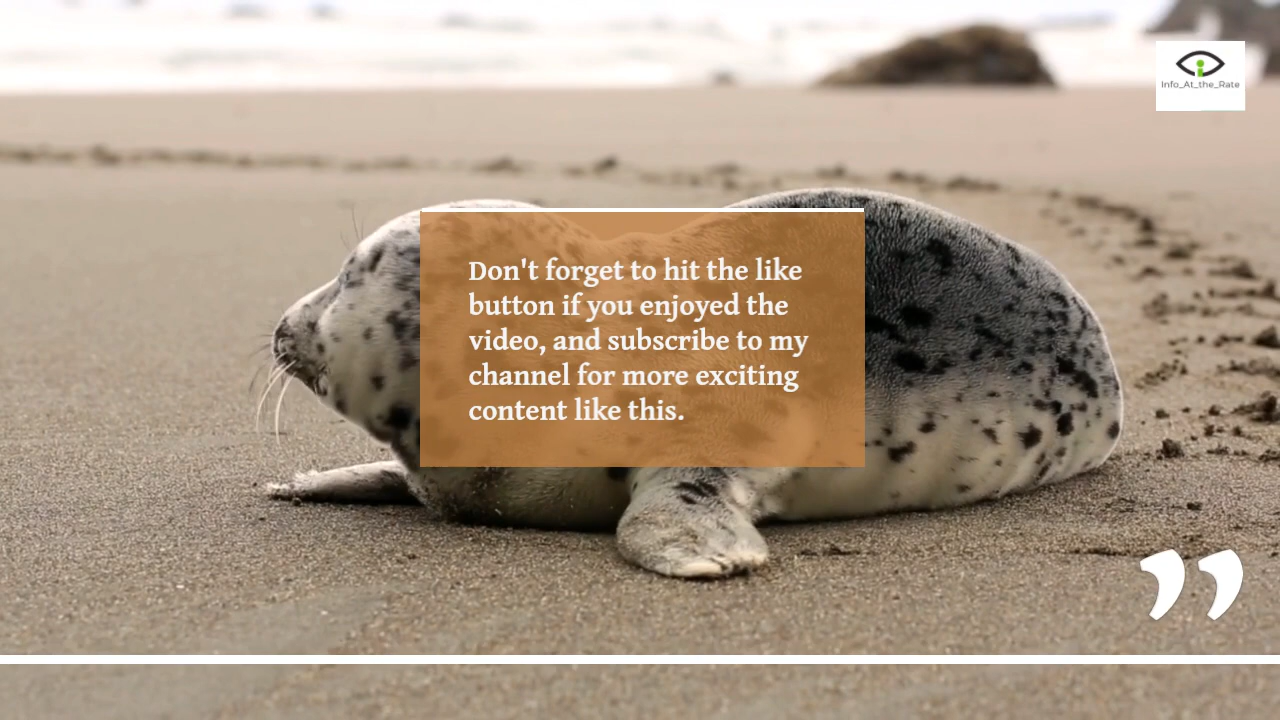 Info_At_the_Rate
Don't forget to hit the like
button if you enjoyed the
video, and subscribe to my
channel for more exciting
content like this.
”